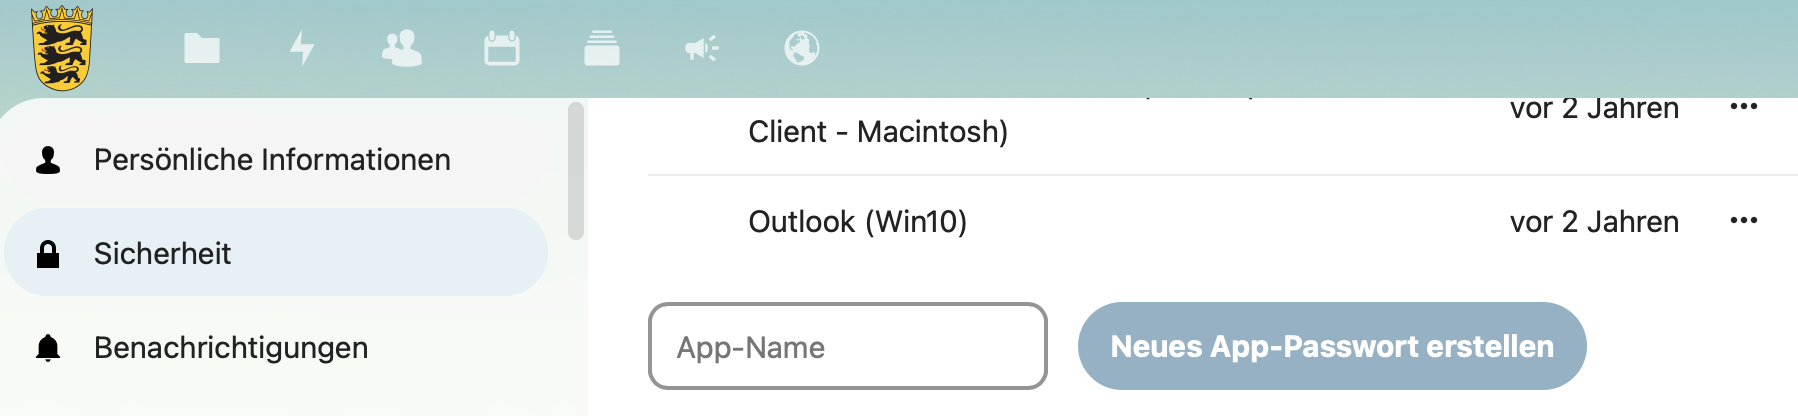 Persönliche Informationen
Sicherheit
Benachrichtigungen
Client - Macintosh)
vor 2 Jahren
Outlook (Win10)
vor 2 Jahren
App-Name
Neues App-Passwort erstellen